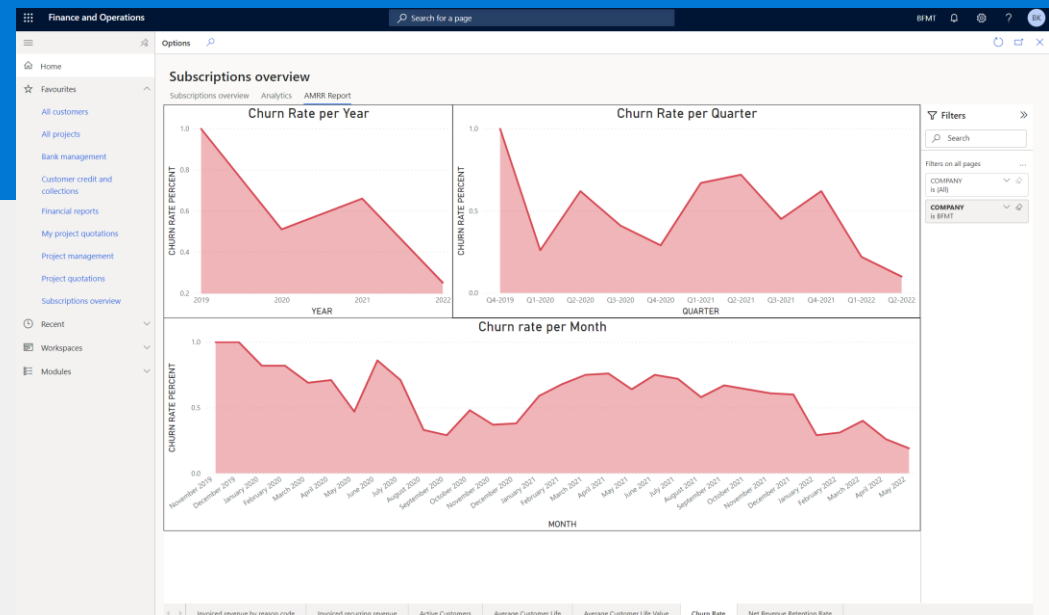 Finance and Operations
Search for a page
BFMT
?
BK
Options
Home
Favourites
All customers
All projects
Bank management
Customer credit and
collections
Financial reports
My project quotations
Project management
Project quotations
Subscriptions overview
Recent
Workspaces
Modules
Subscriptions overview
Subscriptions overview Analytics AMRR Report
Churn Rate per Year
CHURN RATE PERCENT
1.0
0.8
0.6
0.4
0.2
2019 2020 2021 2022
YEAR
Churn Rate per Quarter
CHURN RATE PERCENT
1.0
0.5
0.0
Q4-2019 Q1-2020 Q2-2020 Q3-2020 Q4-2020 Q1-2021 Q2-2021 Q3-2021 Q4-2021 Q1-2022 Q2-2022
QUARTER
Churn rate per Month
CHURN RATE PERCENT
1.0
0.5
0.0
November 2019 December 2019 January 2020 February 2020 March 2020 April 2020 May 2020 June 2020 July 2020 August 2020 September 2020 October 2020 November 2020 December 2020 January 2021 February 2021 March 2021 April 2021 May 2021 June 2021 July 2021 August 2021 September 2021 October 2021 November 2021 December 2021 January 2022 February 2022 March 2022 April 2022 May 2022
MONTH
Filters
Search
Filters on all pages
...
COMPANY
is (All)
COMPANY
is BFMT
Invoiced revenue by reason code Invoiced recurring revenue Active Customers Average Customer Life Average Customer Life Value Churn Rate Net Revenue Retention Rate